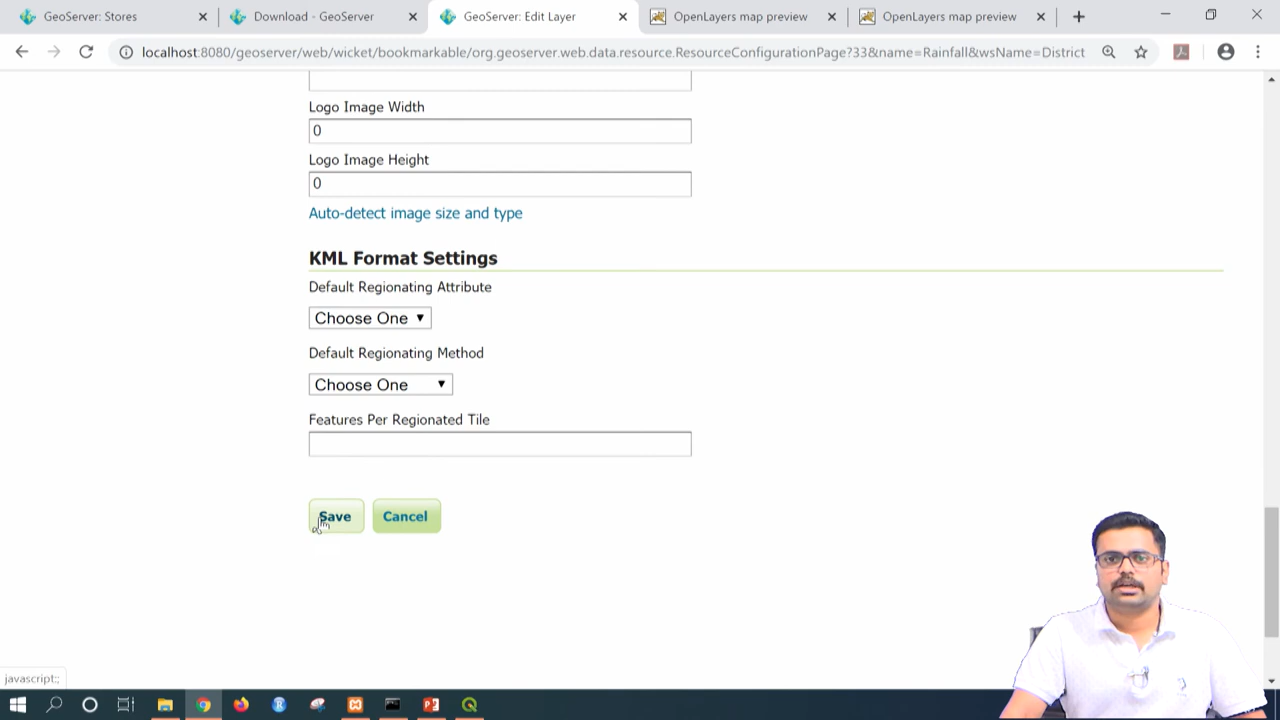 GeoServer: Stores
Download - GeoServer
GeoServer: Edit Layer
OpenLayers map preview
OpenLayers map preview
localhost:8080/geoserver/web/wicket/bookmarkable/org.geoserver.web.data.resource.ResourceConfigurationPage?33&name=Rainfall&wsName=District
Logo Image Width
0
Logo Image Height
0
Auto-detect image size and type
KML Format Settings
Default Regionating Attribute
Choose One
Default Regionating Method
Choose One
Features Per Regionated Tile
Save Cancel
javascript:;